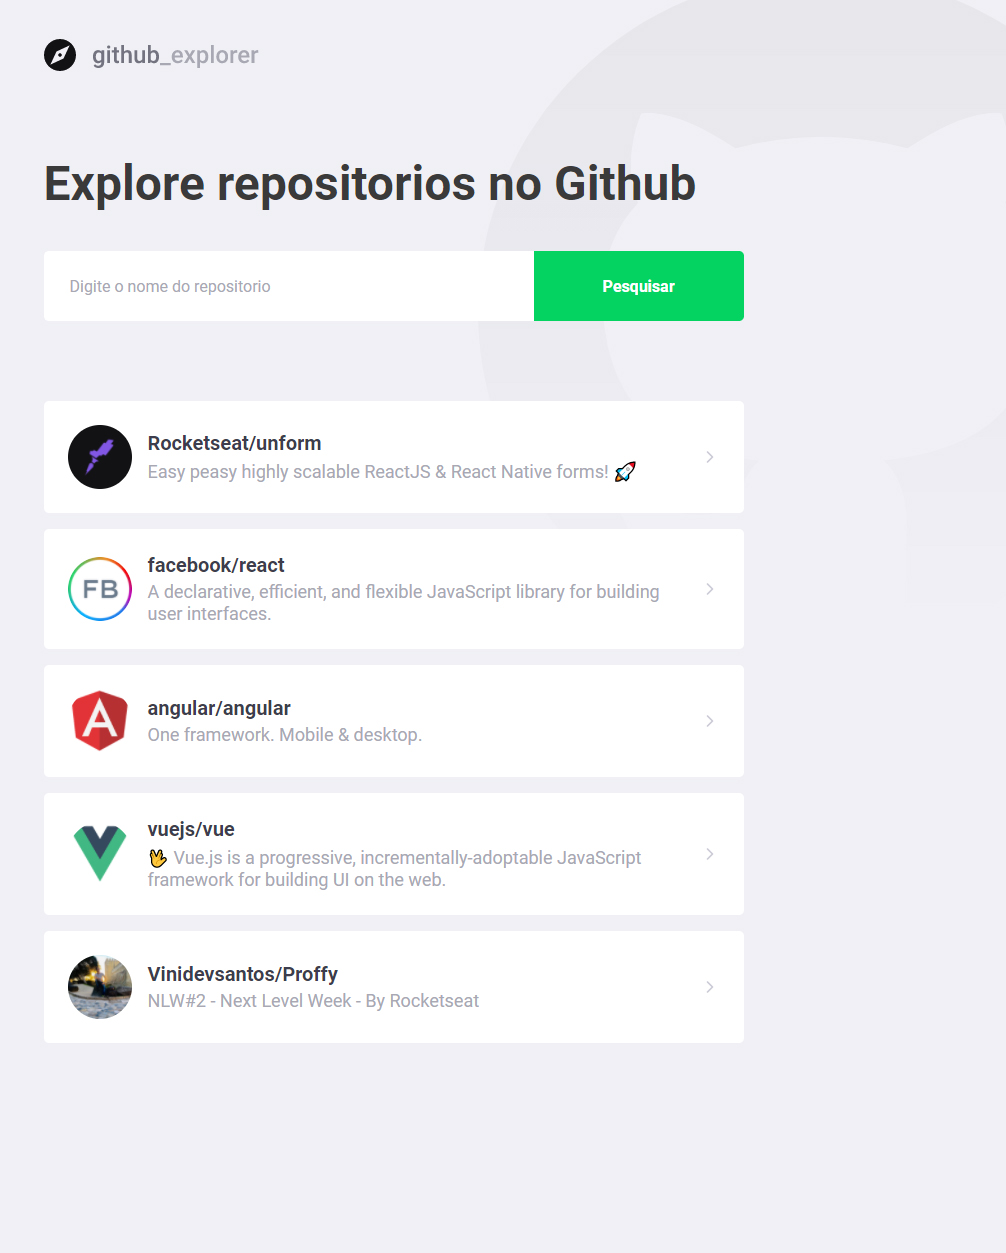 github_explorer
Explore repositorios no Github
Digite o nome do repositorio
Pesquisar
Rocketseat/unform
Easy peasy highly scalable ReactJS & React Native forms! 🚀
FB
facebook/react
A declarative, efficient, and flexible JavaScript library for building
user interfaces.
A
angular/angular
One framework. Mobile & desktop.
vuejs/vue
🖖 Vue.js is a progressive, incrementally-adoptable JavaScript
framework for building UI on the web.
Vinidevsantos/Proffy
NLW#2 - Next Level Week - By Rocketseat